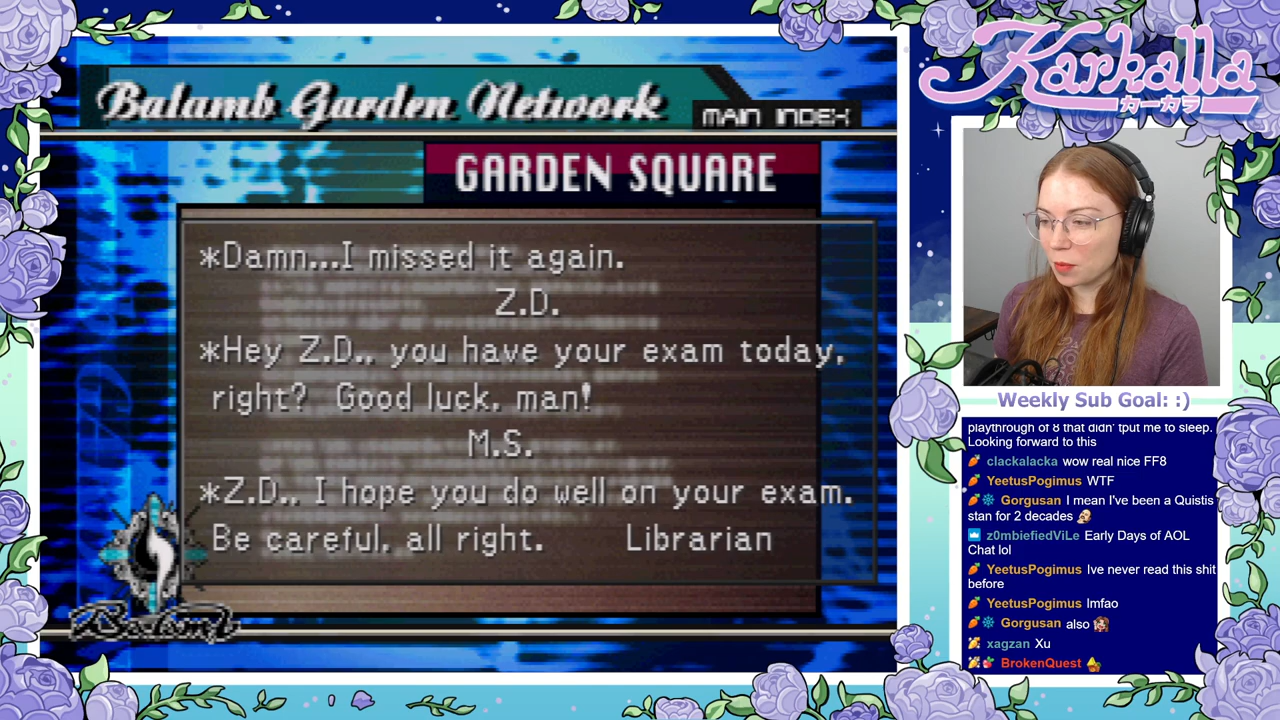 Balamb Garden Network
MAIN INDEX
GARDEN SQUARE
*Damn...I missed it again.
Z.D.
*Hey Z.D., you have your exam today,
right? Good luck, man!
M.S.
*Z.D., I hope you do well on your exam.
Be careful, all right. Librarian
Balamb
Karkalla
カーカラ
Weekly Sub Goal: :)
playthrough of 8 that didn' tput me to sleep.
Looking forward to this
clackalacka wow real nice FF8
YeetusPogimus WTF
Gorgusan I mean I've been a Quistis
stan for 2 decades
z0mbiefiedViLe Early Days of AOL
Chat lol
YeetusPogimus Ive never read this shit
before
YeetusPogimus lmfao
Gorgusan also
xagzan Xu
BrokenQuest